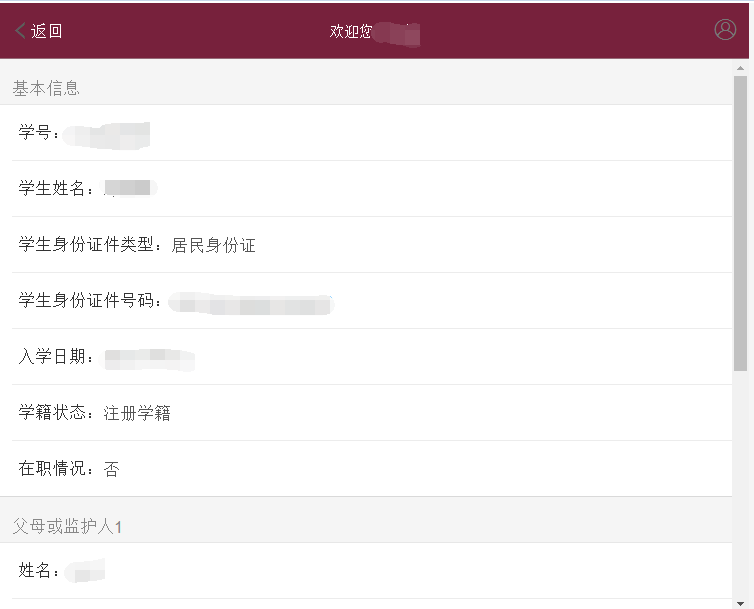 返回
欢迎您
基本信息
学号：
学生姓名：
学生身份证件类型：居民身份证
学生身份证件号码：
入学日期：
学籍状态：注册学籍
在职情况：否
父母或监护人1
姓名：